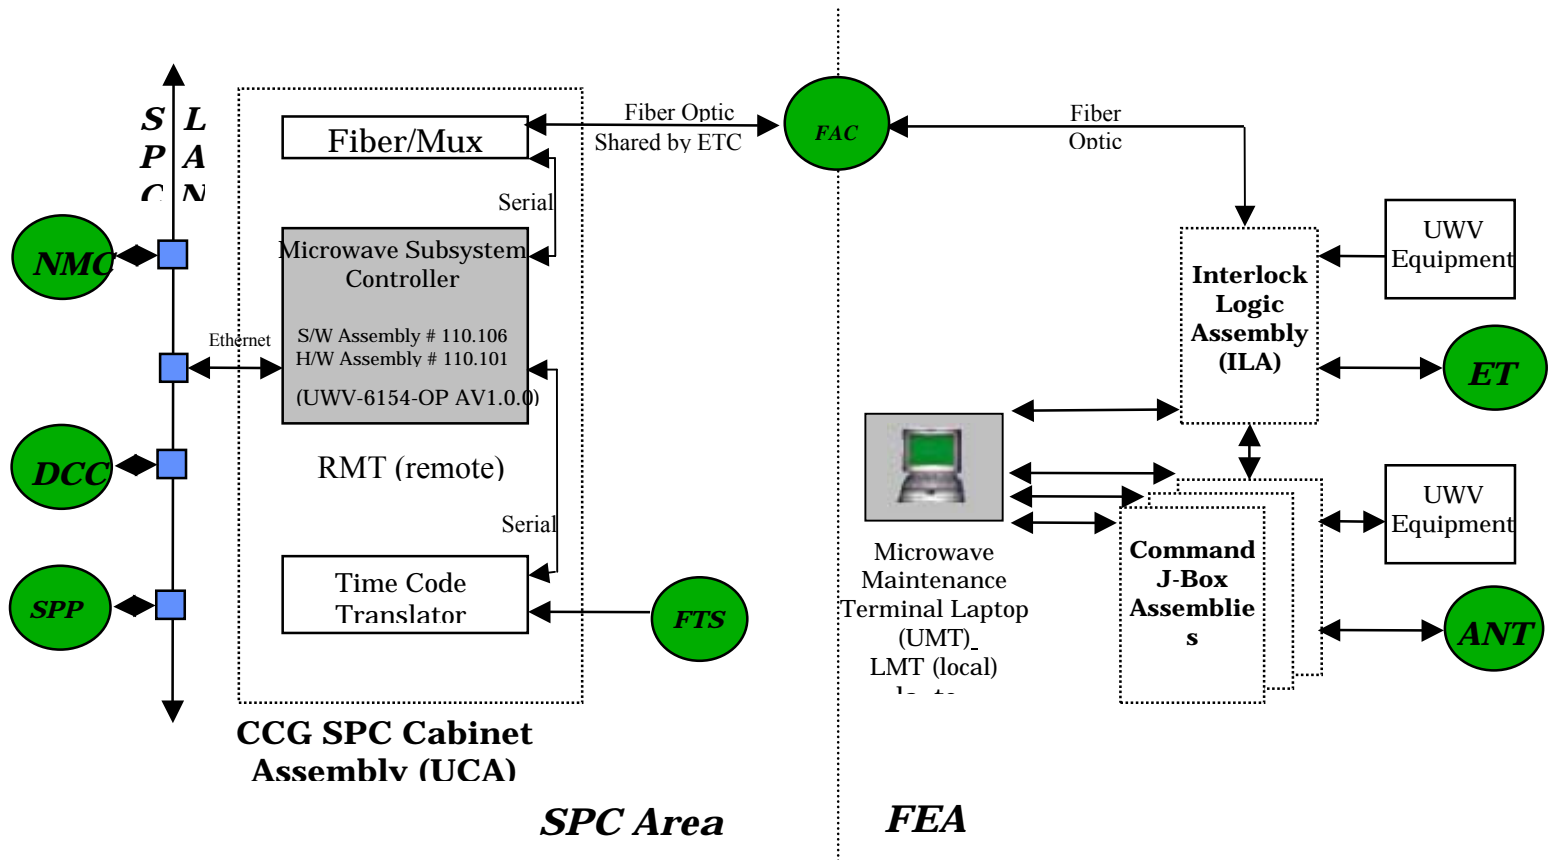 S L
P A
C N
NMC
DCC
SPP
Ethernet
Fiber/Mux
Serial
Microwave Subsystem
Controller
S/W Assembly # 110.106
H/W Assembly # 110.101
(UWV-6154-OP AV1.0.0)
RMT (remote)
Serial
Time Code
Translator
CCG SPC Cabinet
Assembly (UCA)
Fiber Optic
Shared by ETC
FAC
FTS
SPC Area
Fiber
Optic
Interlock
Logic
Assembly
(ILA)
UWV
Equipment
ET
Microwave
Maintenance
Terminal Laptop
(UMT)
LMT (local)
Command
J-Box
Assemblie
s
UWV
Equipment
ANT
FEA